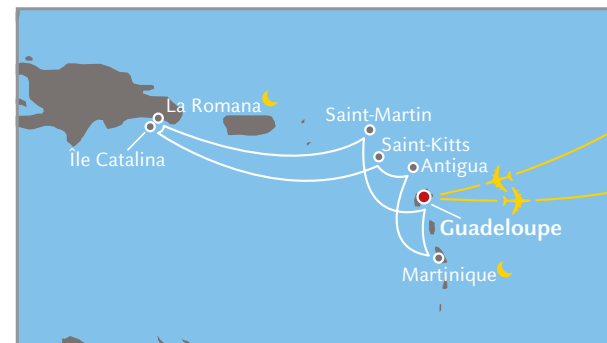 La Romana
Saint-Martin
Île Catalina
Saint-Kitts
Antigua
Guadeloupe
Martinique